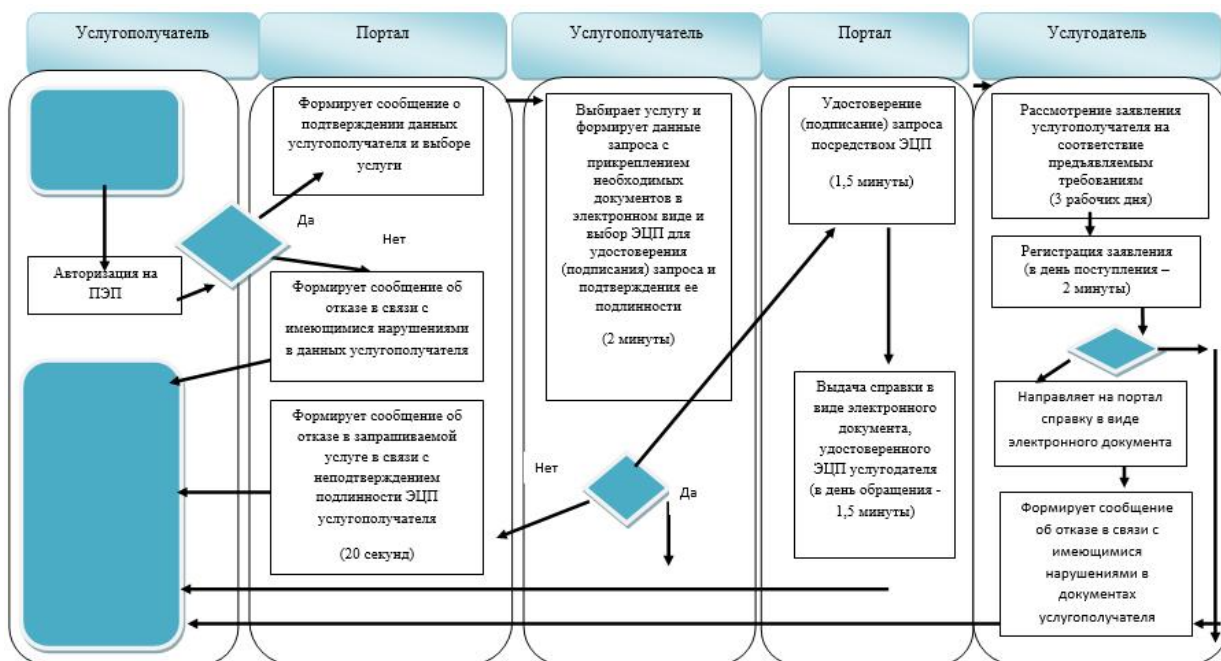 Услугополучатель
Портал
Услугополучатель
Портал
Услугодатель
Авторизация на
ПЭП
Формирует сообщение о
подтверждении данных
услугополучателя и выборе
услуги
Да
Нет
Формирует сообщение об
отказе в связи с
имеющимися нарушениями
в данных услугополучателя
Формирует сообщение об
отказе в запрашиваемой
услуге в связи с
неподтверждением
подлинности ЭЦП
услугополучателя
(20 секунд)
Выбирает услугу и
формирует данные
запроса с
прикреплением
необходимых
документов в
электронном виде и
выбор ЭЦП для
удостоверения
(подписания) запроса и
подтверждения ее
подлинности
(2 минуты)
Нет
Да
Удостоверение
(подписание) запроса
посредством ЭЦП
(1,5 минуты)
Выдача справки в
виде электронного
документа,
удостоверенного
ЭЦП услугодателя
(в день обращения -
1,5 минуты)
Рассмотрение заявления
услугополучателя на
соответствие
предъявляемым
требованиям
(3 рабочих дня)
Регистрация заявления
(в день поступления –
2 минуты)
Направляет на портал
справку в виде
электронного документа
Формирует сообщение
об отказе в связи с
имеющимися
нарушениями в
документах
услугополучателя